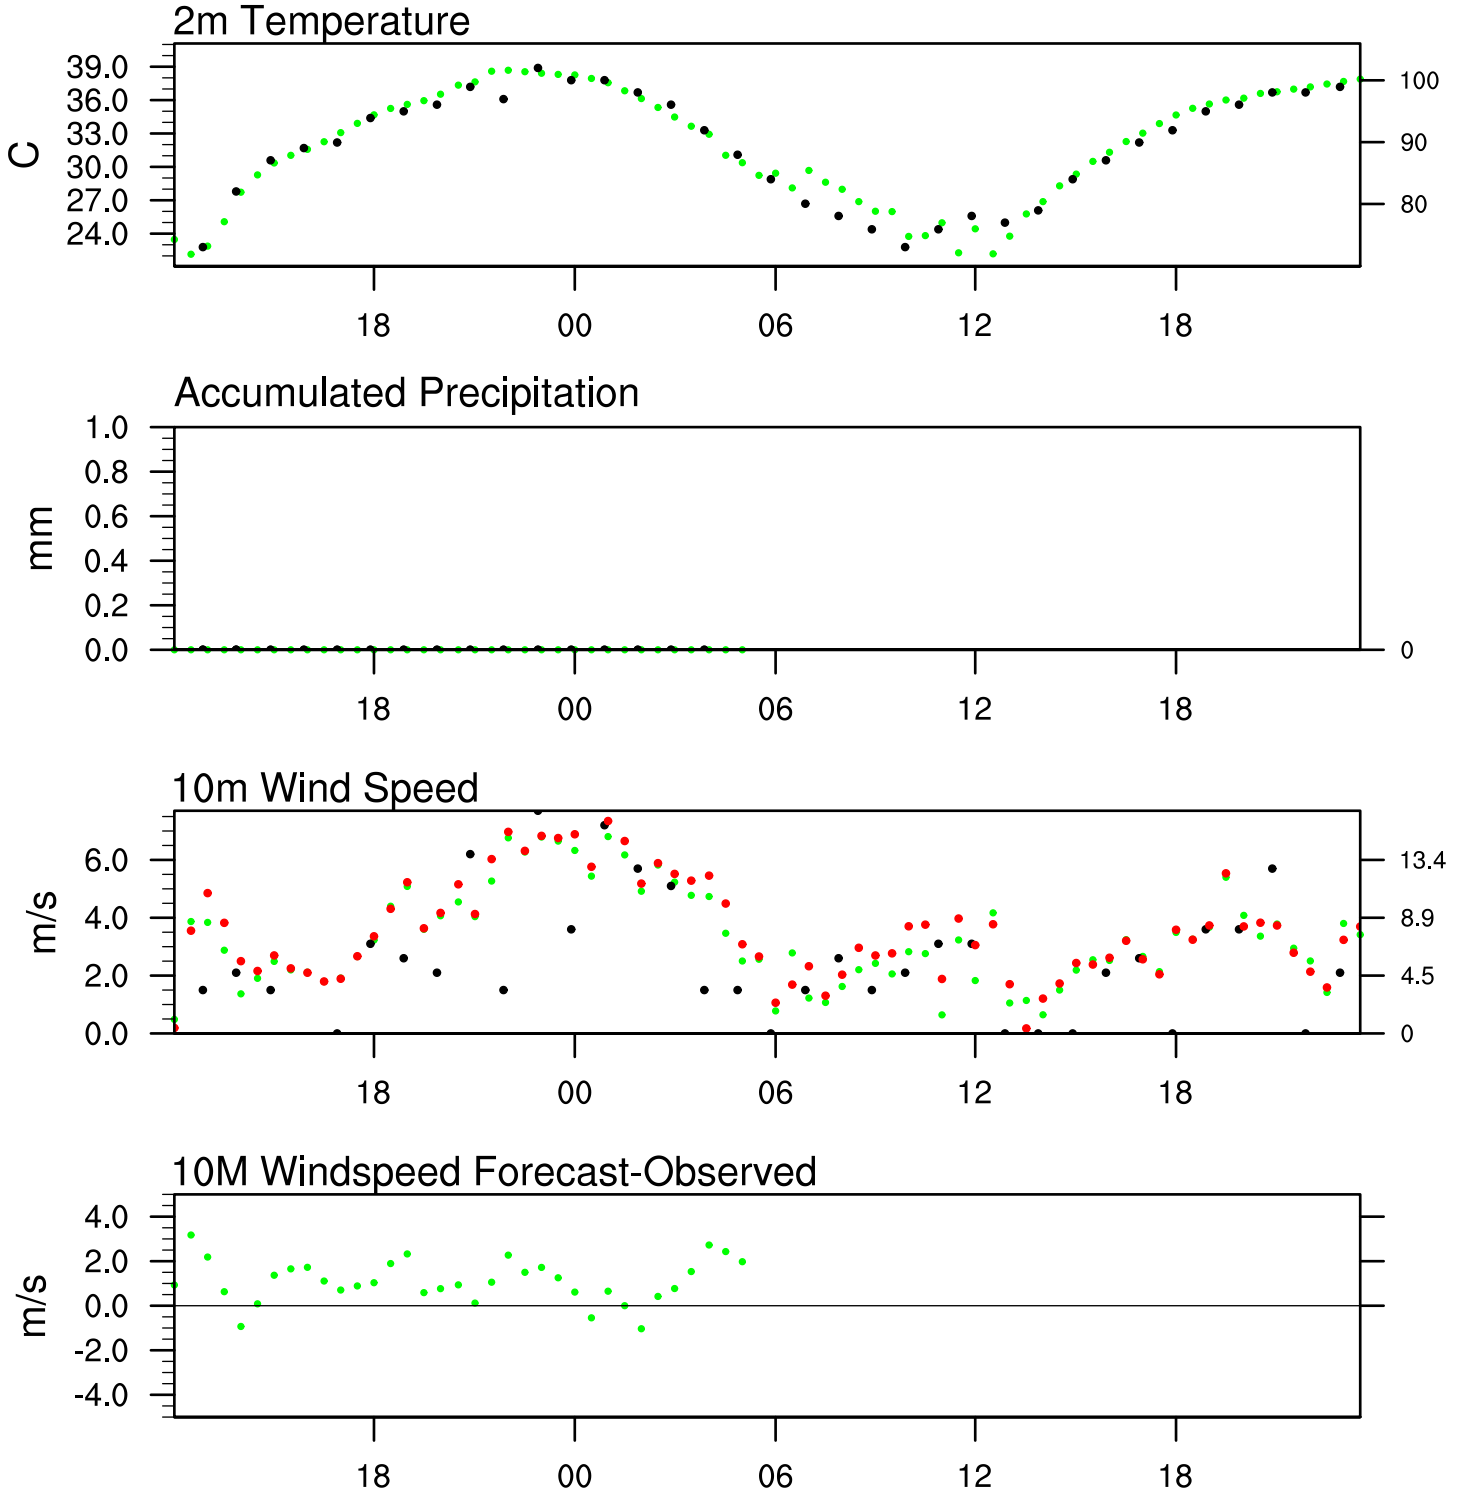 2m Temperature
39.0
36.0
33.0
30.0
27.0
24.0
C
100
90
80
18 00 06 12 18
Accumulated Precipitation
1.0
0.8
0.6
0.4
0.2
0.0
mm
0
18 00 06 12 18
10m Wind Speed
6.0
4.0
2.0
0.0
m/s
13.4
8.9
4.5
0
18 00 06 12 18
10M Windspeed Forecast-Observed
4.0
2.0
0.0
-2.0
-4.0
m/s
18 00 06 12 18